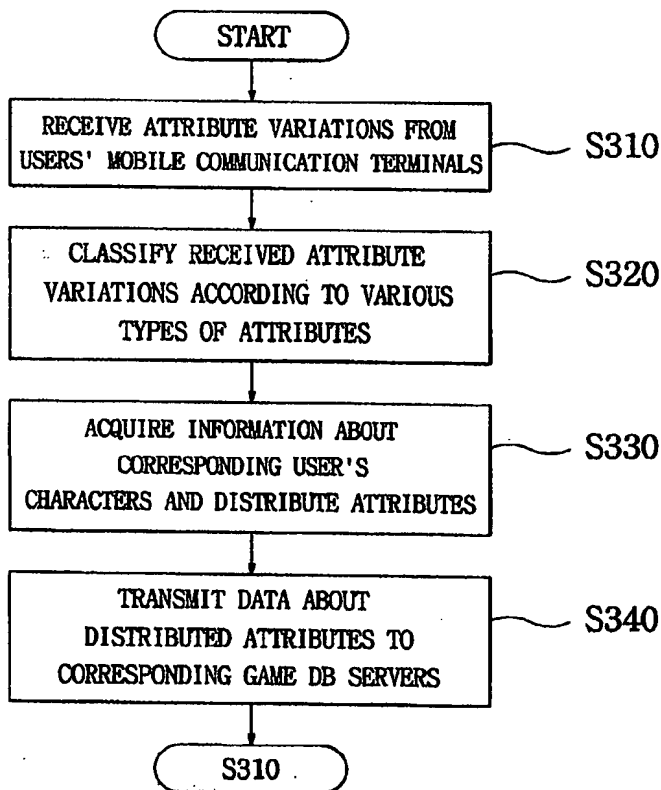 START
RECEIVE ATTRIBUTE VARIATIONS FROM
USERS' MOBILE COMMUNICATION TERMINALS
S310
CLASSIFY RECEIVED ATTRIBUTE
VARIATIONS ACCORDING TO VARIOUS
TYPES OF ATTRIBUTES
S320
ACQUIRE INFORMATION ABOUT
CORRESPONDING USER'S
CHARACTERS AND DISTRIBUTE ATTRIBUTES
S330
TRANSMIT DATA ABOUT
DISTRIBUTED ATTRIBUTES TO
CORRESPONDING GAME DB SERVERS
S340
S310